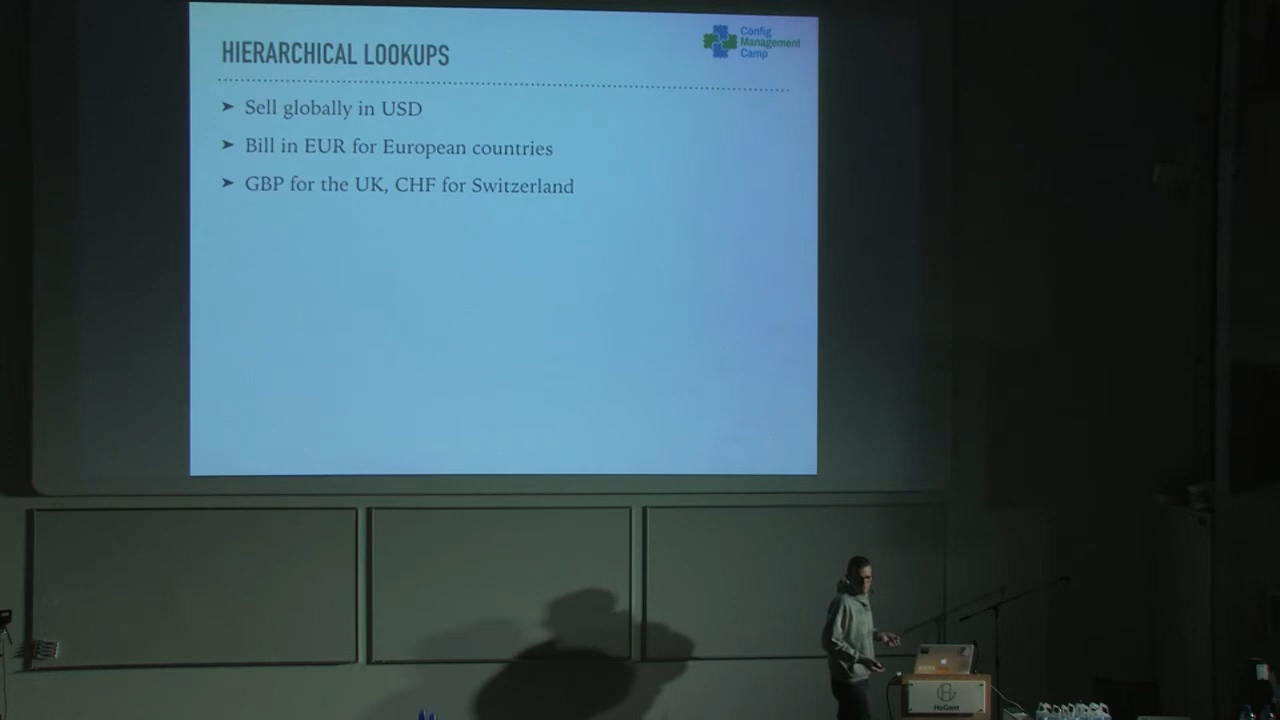 HIERARCHICAL LOOKUPS
Config
Management
Camp
➤ Sell globally in USD
➤ Bill in EUR for European countries
➤ GBP for the UK, CHF for Switzerland
HoGent